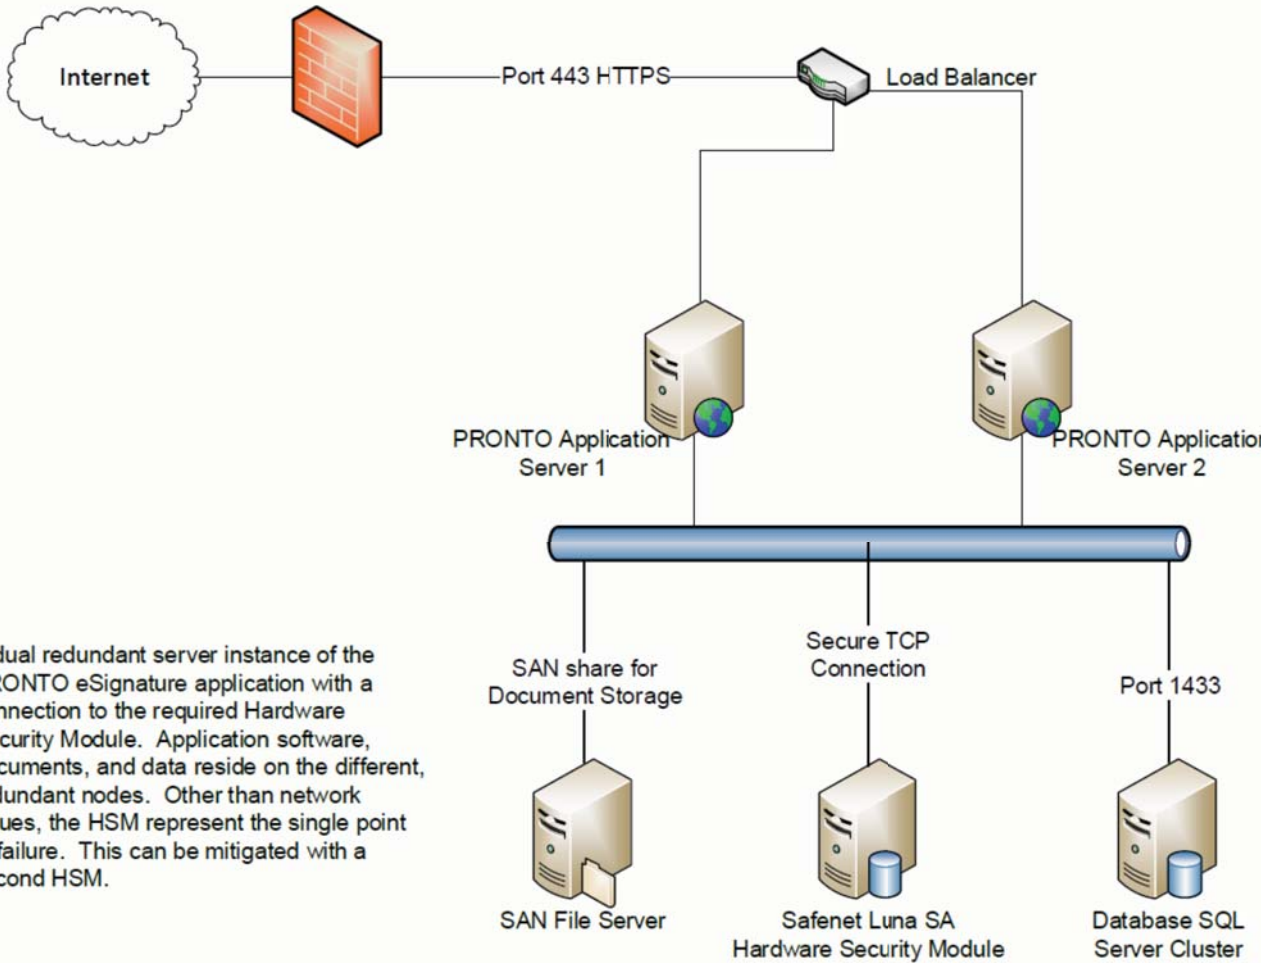 Internet
Port 443 HTTPS
Load Balancer
PRONTO Application
Server 1
PRONTO Application
Server 2
dual redundant server instance of the
RONTO eSignature application with a
nnection to the required Hardware
curity Module. Application software,
cuments, and data reside on the different,
dundant nodes. Other than network
ues, the HSM represent the single point
failure. This can be mitigated with a
cond HSM.
SAN share for
Document Storage
Secure TCP
Connection
Port 1433
SAN File Server
Safenet Luna SA
Hardware Security Module
Database SQL
Server Cluster